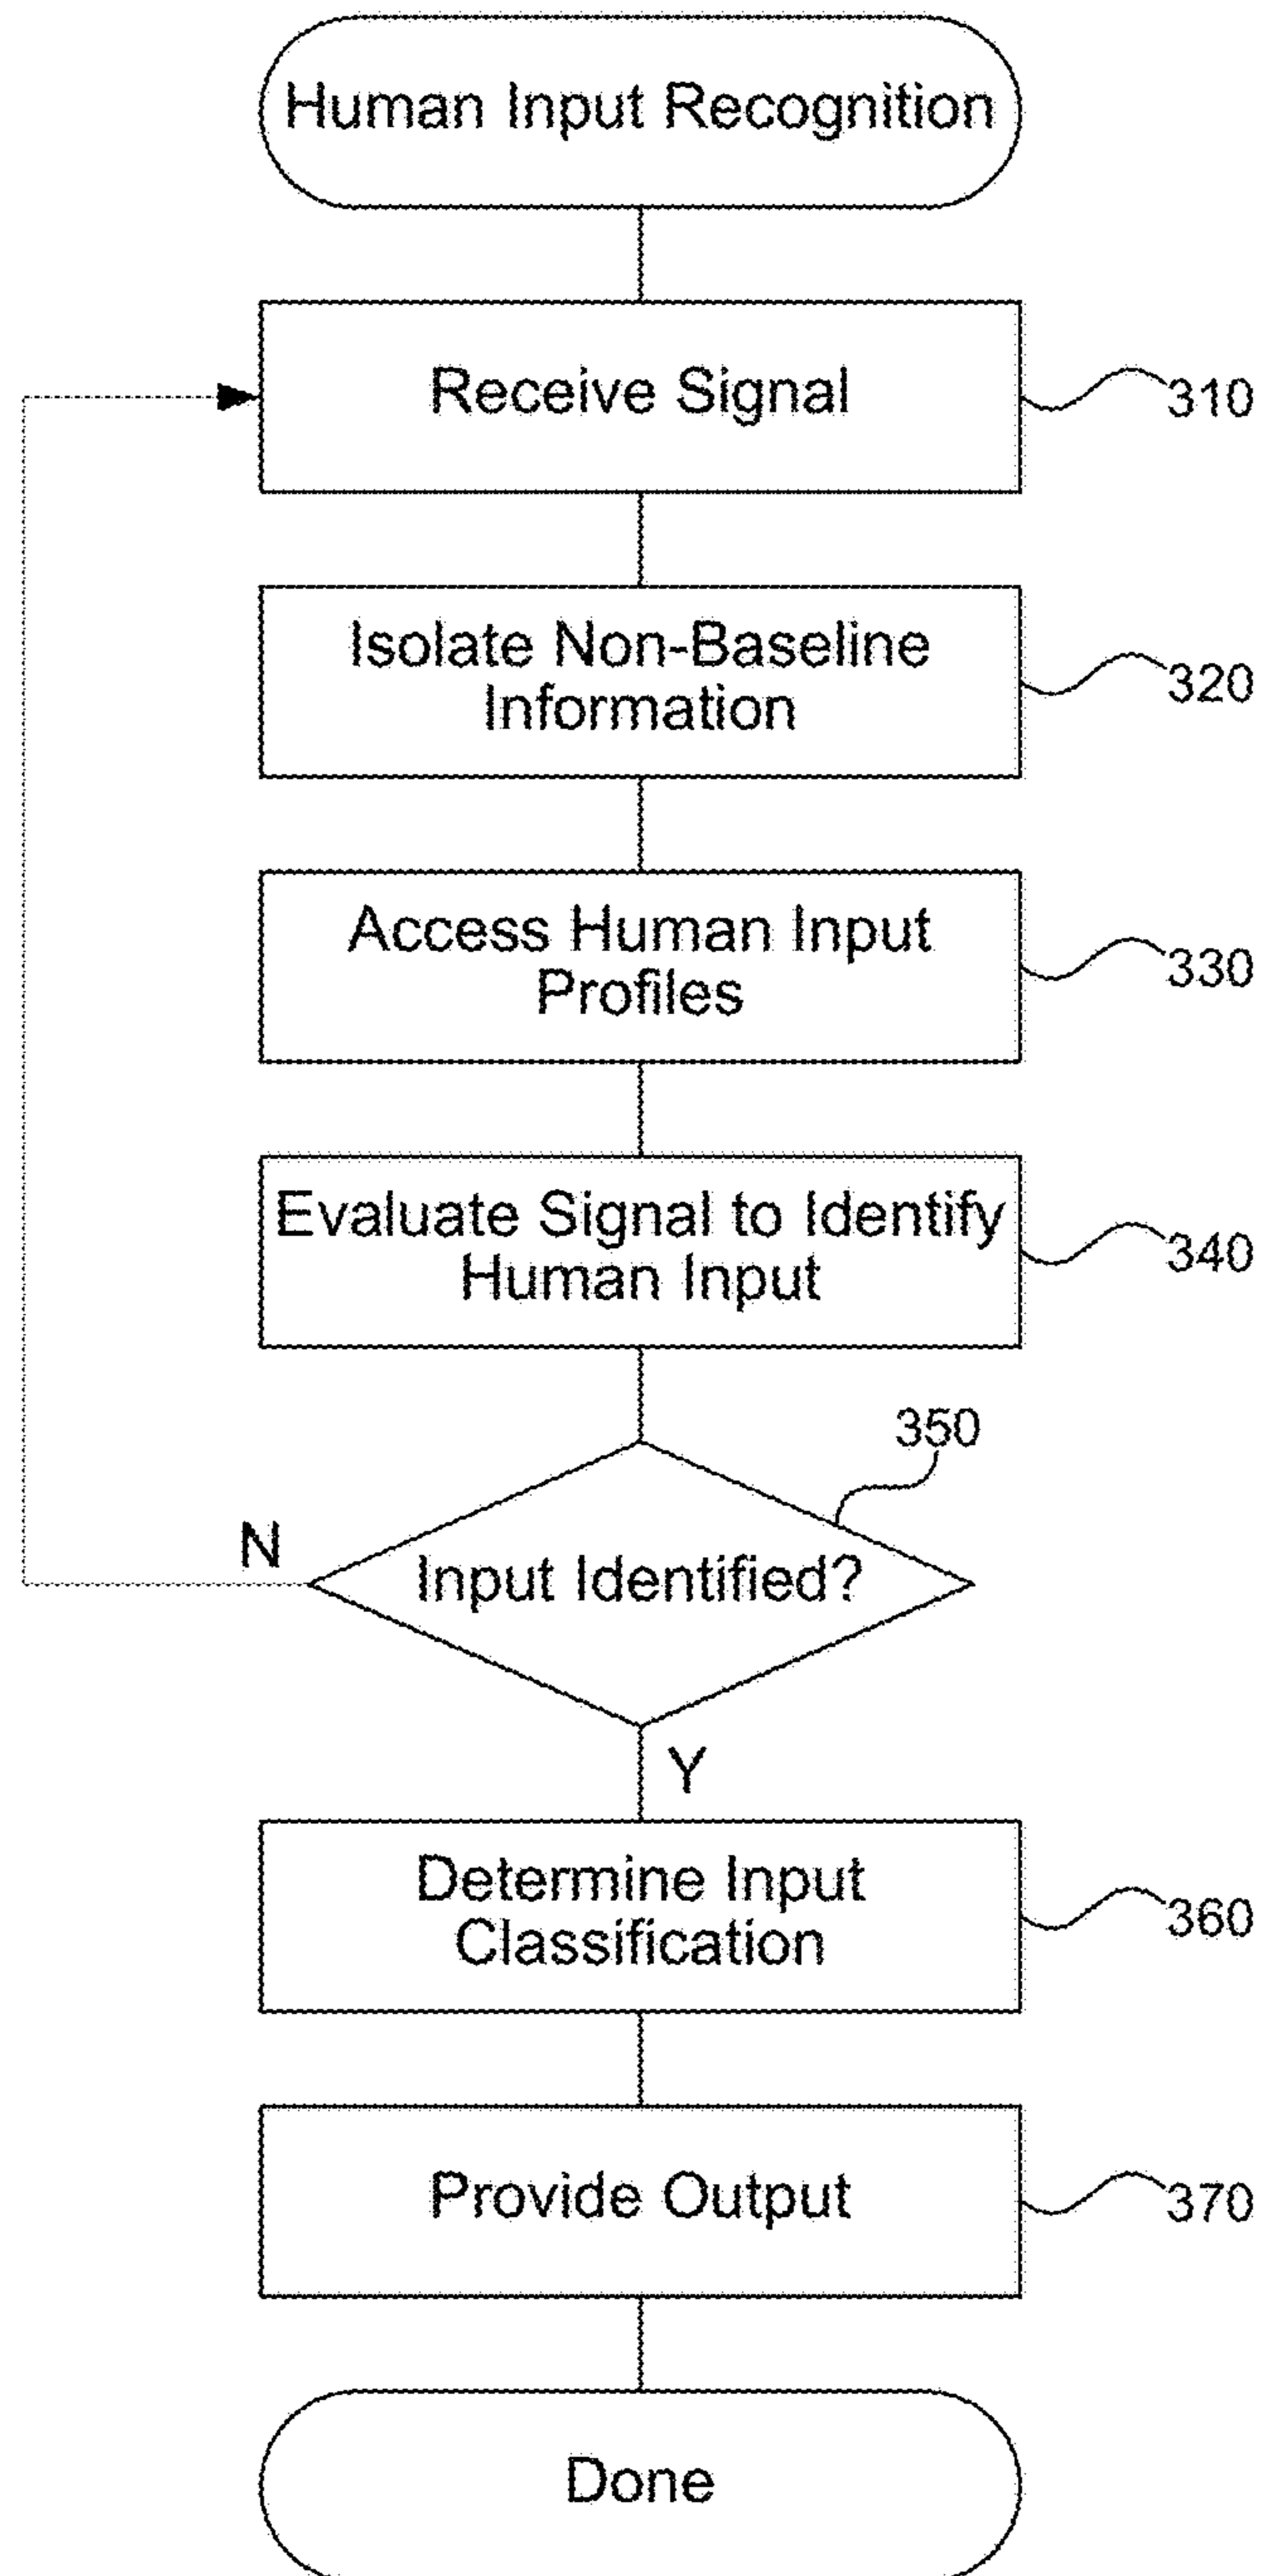 Human Input Recognition
Receive Signal
310
Isolate Non-Baseline
Information
320
Access Human Input
Profiles
330
Evaluate Signal to Identify
Human Input
340
350
N
Input Identified?
Y
Determine Input
Classification
360
Provide Output
370
Done